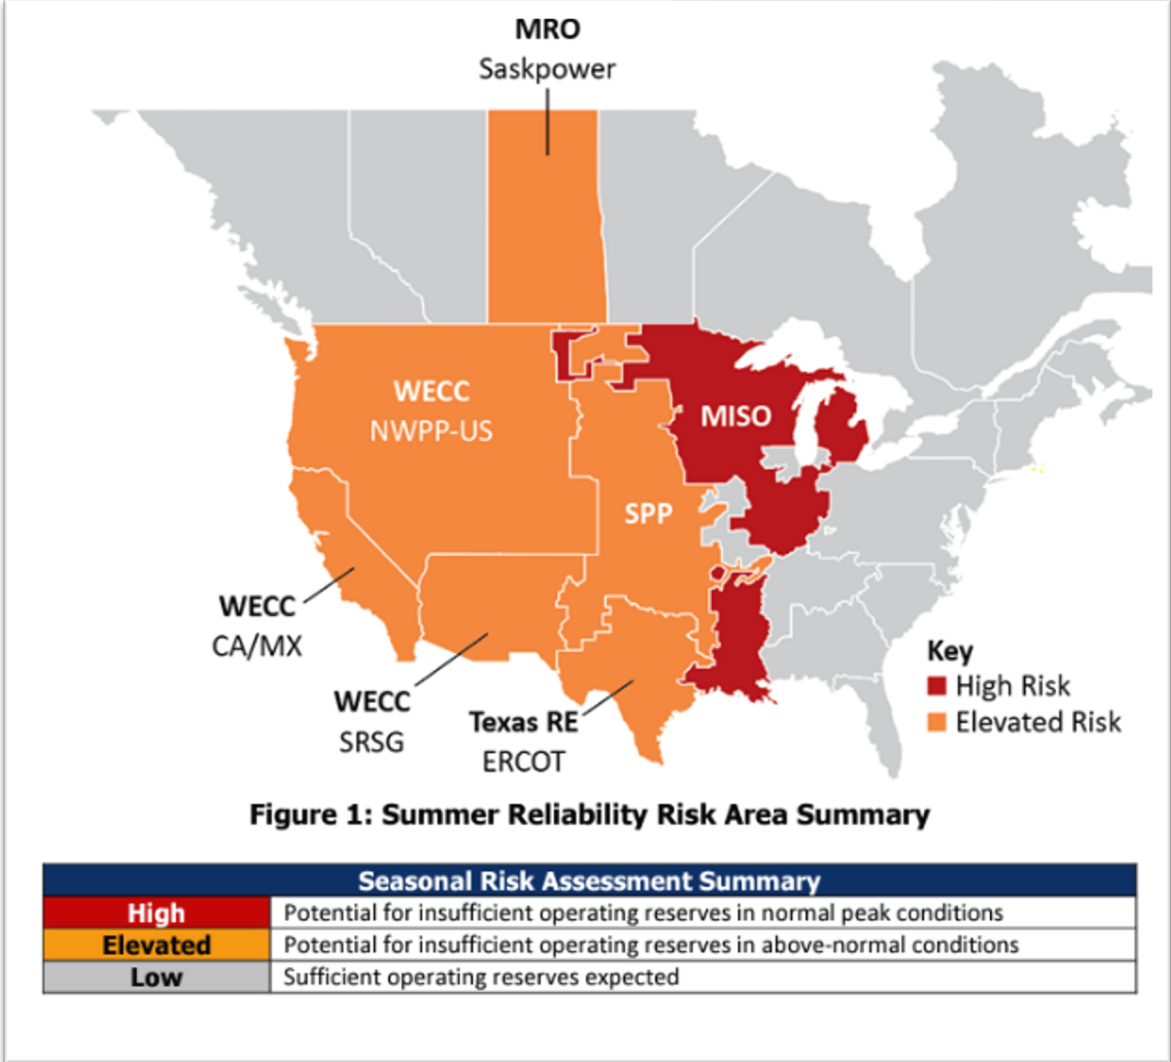 MRO
Saskpower
WECC
NWPP-US
MISO
SPP
WECC
CA/MX
WECC
SRSG
Texas RE
ERCOT
Key
High Risk
Elevated Risk
Figure 1: Summer Reliability Risk Area Summary
Seasonal Risk Assessment Summary
High Potential for insufficient operating reserves in normal peak conditions
Elevated Potential for insufficient operating reserves in above-normal conditions
Low Sufficient operating reserves expected